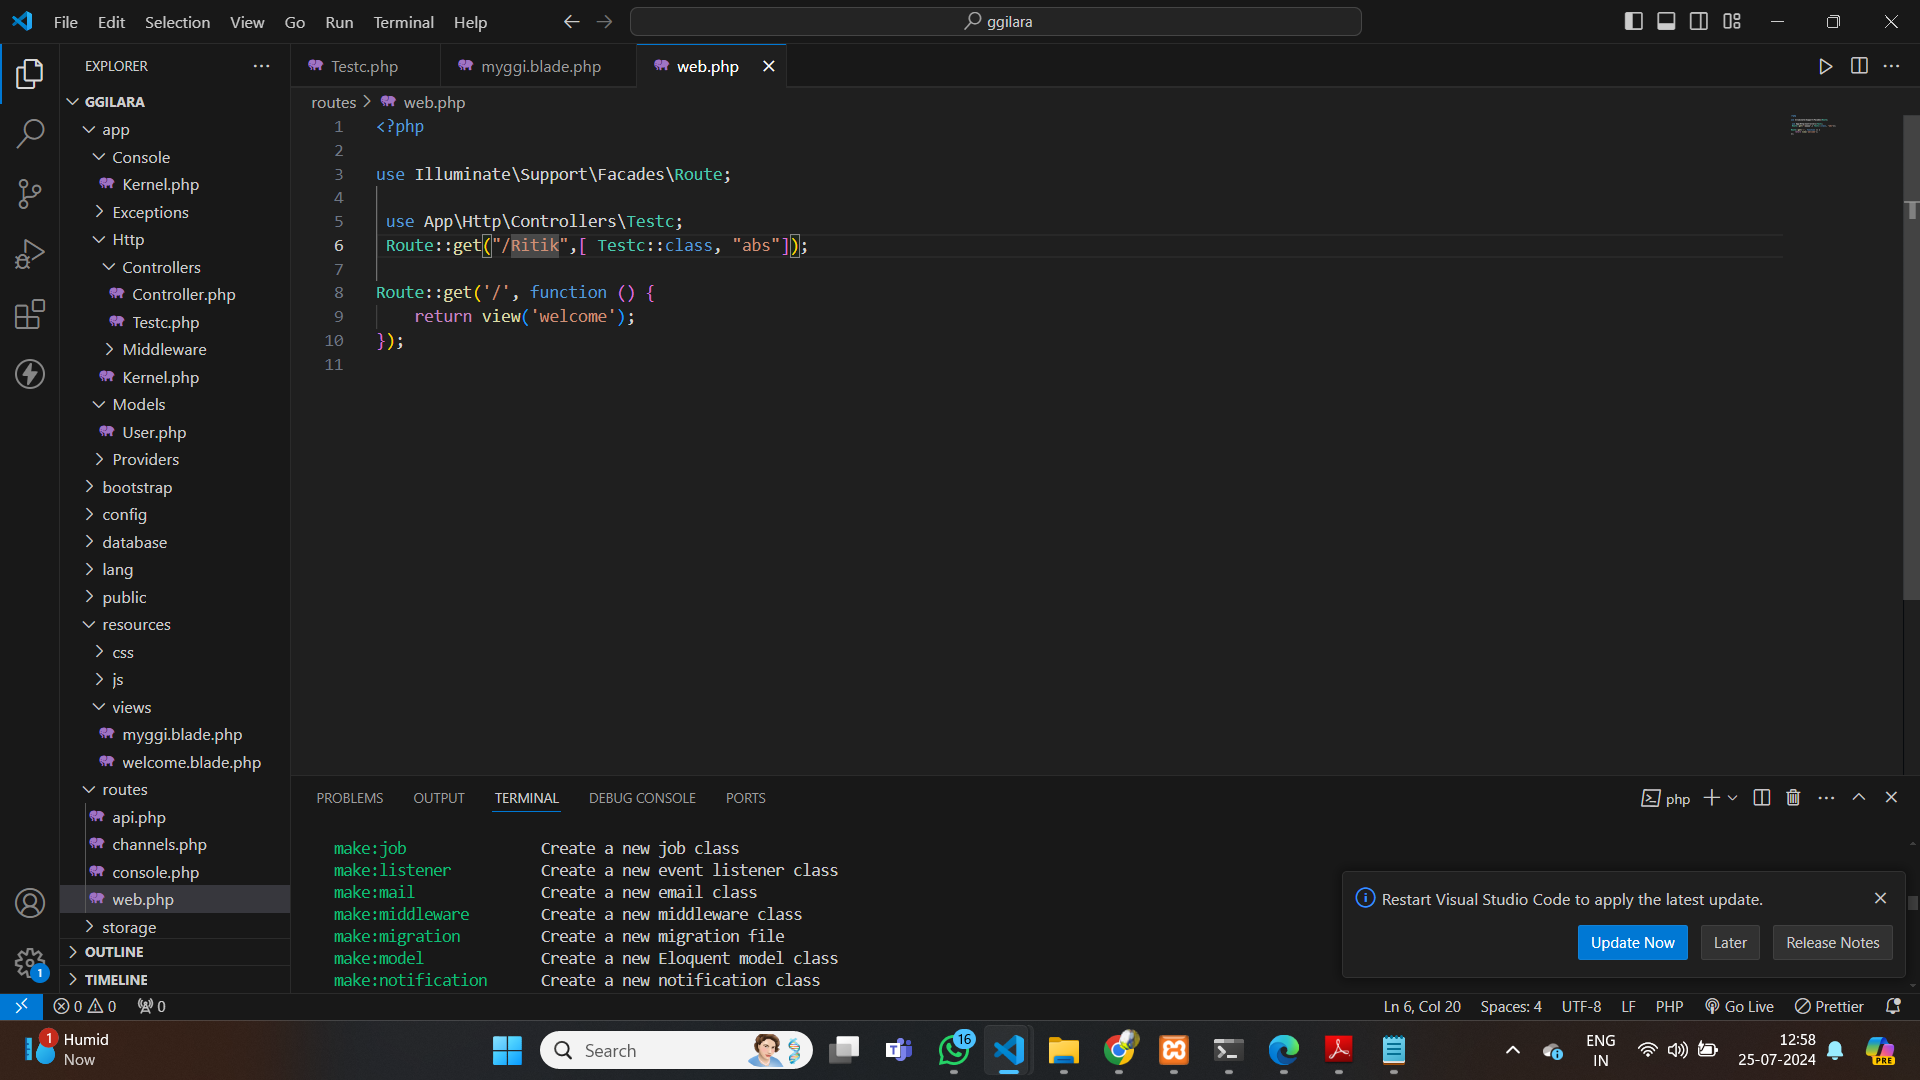 File Edit Selection View Go Run Terminal Help
ggilara
EXPLORER
Testc.php
myggi.blade.php
web.php
GGILARA
app
Console
Kernel.php
Exceptions
Http
Controllers
Controller.php
Testc.php
Middleware
Kernel.php
Models
User.php
Providers
bootstrap
config
database
lang
public
resources
css
js
views
myggi.blade.php
welcome.blade.php
routes
api.php
channels.php
console.php
web.php
storage
OUTLINE
TIMELINE
routes > web.php
1 <?php
2
3 use Illuminate\Support\Facades\Route;
4
5 use App\Http\Controllers\Testc;
6 Route::get("/Ritik",[ Testc::class, "abs"]);
7
8 Route::get('/', function () {
9 return view('welcome');
10 });
11
PROBLEMS OUTPUT TERMINAL DEBUG CONSOLE PORTS
php
make:job Create a new job class
make:listener Create a new event listener class
make:mail Create a new email class
make:middleware Create a new middleware class
make:migration Create a new migration file
make:model Create a new Eloquent model class
make:notification Create a new notification class
Restart Visual Studio Code to apply the latest update.
Update Now Later Release Notes
1
0 0 0
Ln 6, Col 20 Spaces: 4 UTF-8 LF PHP Go Live Prettier
1
Humid
Now
Search
16
ENG
IN
12:58
25-07-2024
PRE